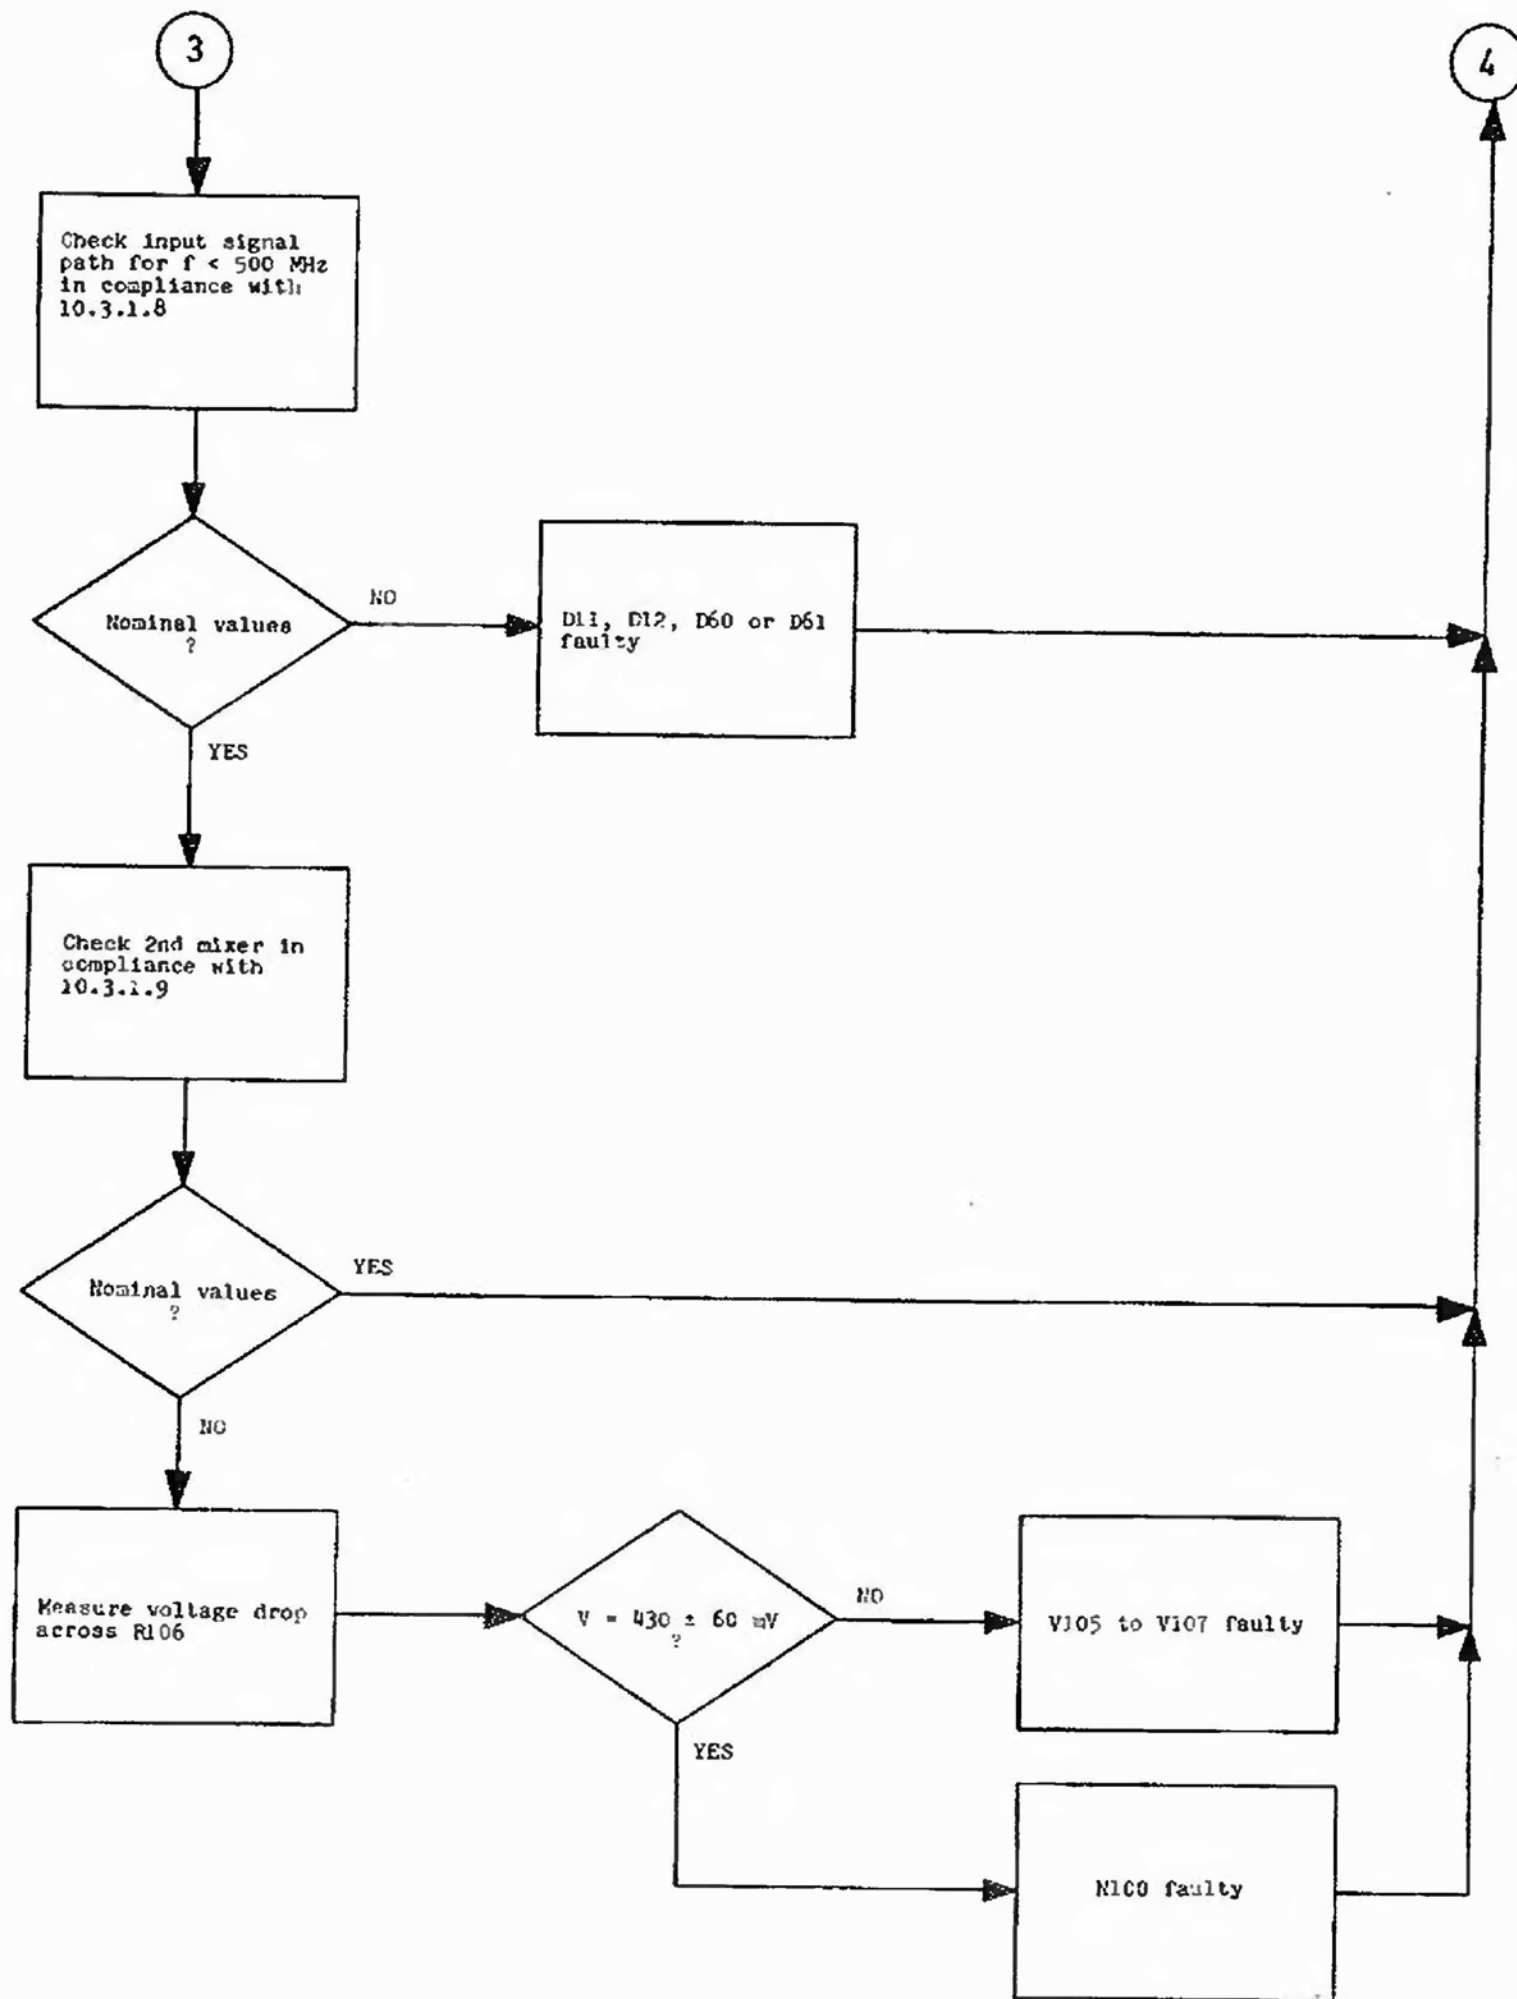 3
4
Check input signal
path for f < 500 MHz
in compliance with
10.3.1.8
Nominal values
?
NO
D11, D12, D60 or D61
faulty
YES
Check 2nd mixer in
compliance with
10.3.1.9
Nominal values
?
YES
NO
Measure voltage drop
across R106
V = 430 ± 60 mV
?
NO
V105 to V107 faulty
YES
N100 faulty